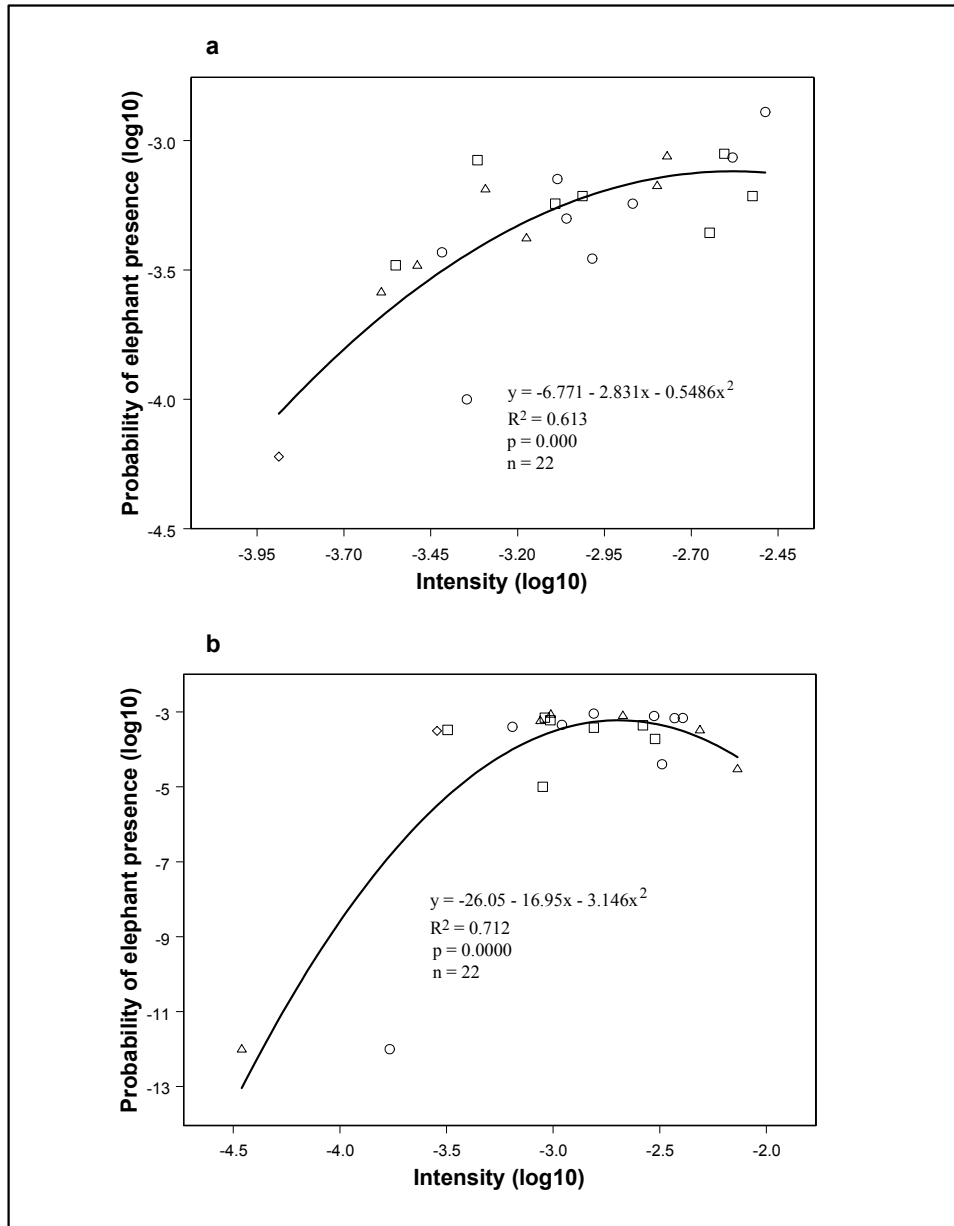 a
Probability of elephant presence (log10)
-3.0
-3.5
-4.0
-4.5
y = -6.771 - 2.831x - 0.5486x²
R² = 0.613
p = 0.000
n = 22
-3.95 -3.70 -3.45 -3.20 -2.95 -2.70 -2.45
Intensity (log10)
b
Probability of elephant presence (log10)
-3
-5
-7
-9
-11
-13
y = -26.05 - 16.95x - 3.146x²
R² = 0.712
p = 0.0000
n = 22
-4.5 -4.0 -3.5 -3.0 -2.5 -2.0
Intensity (log10)